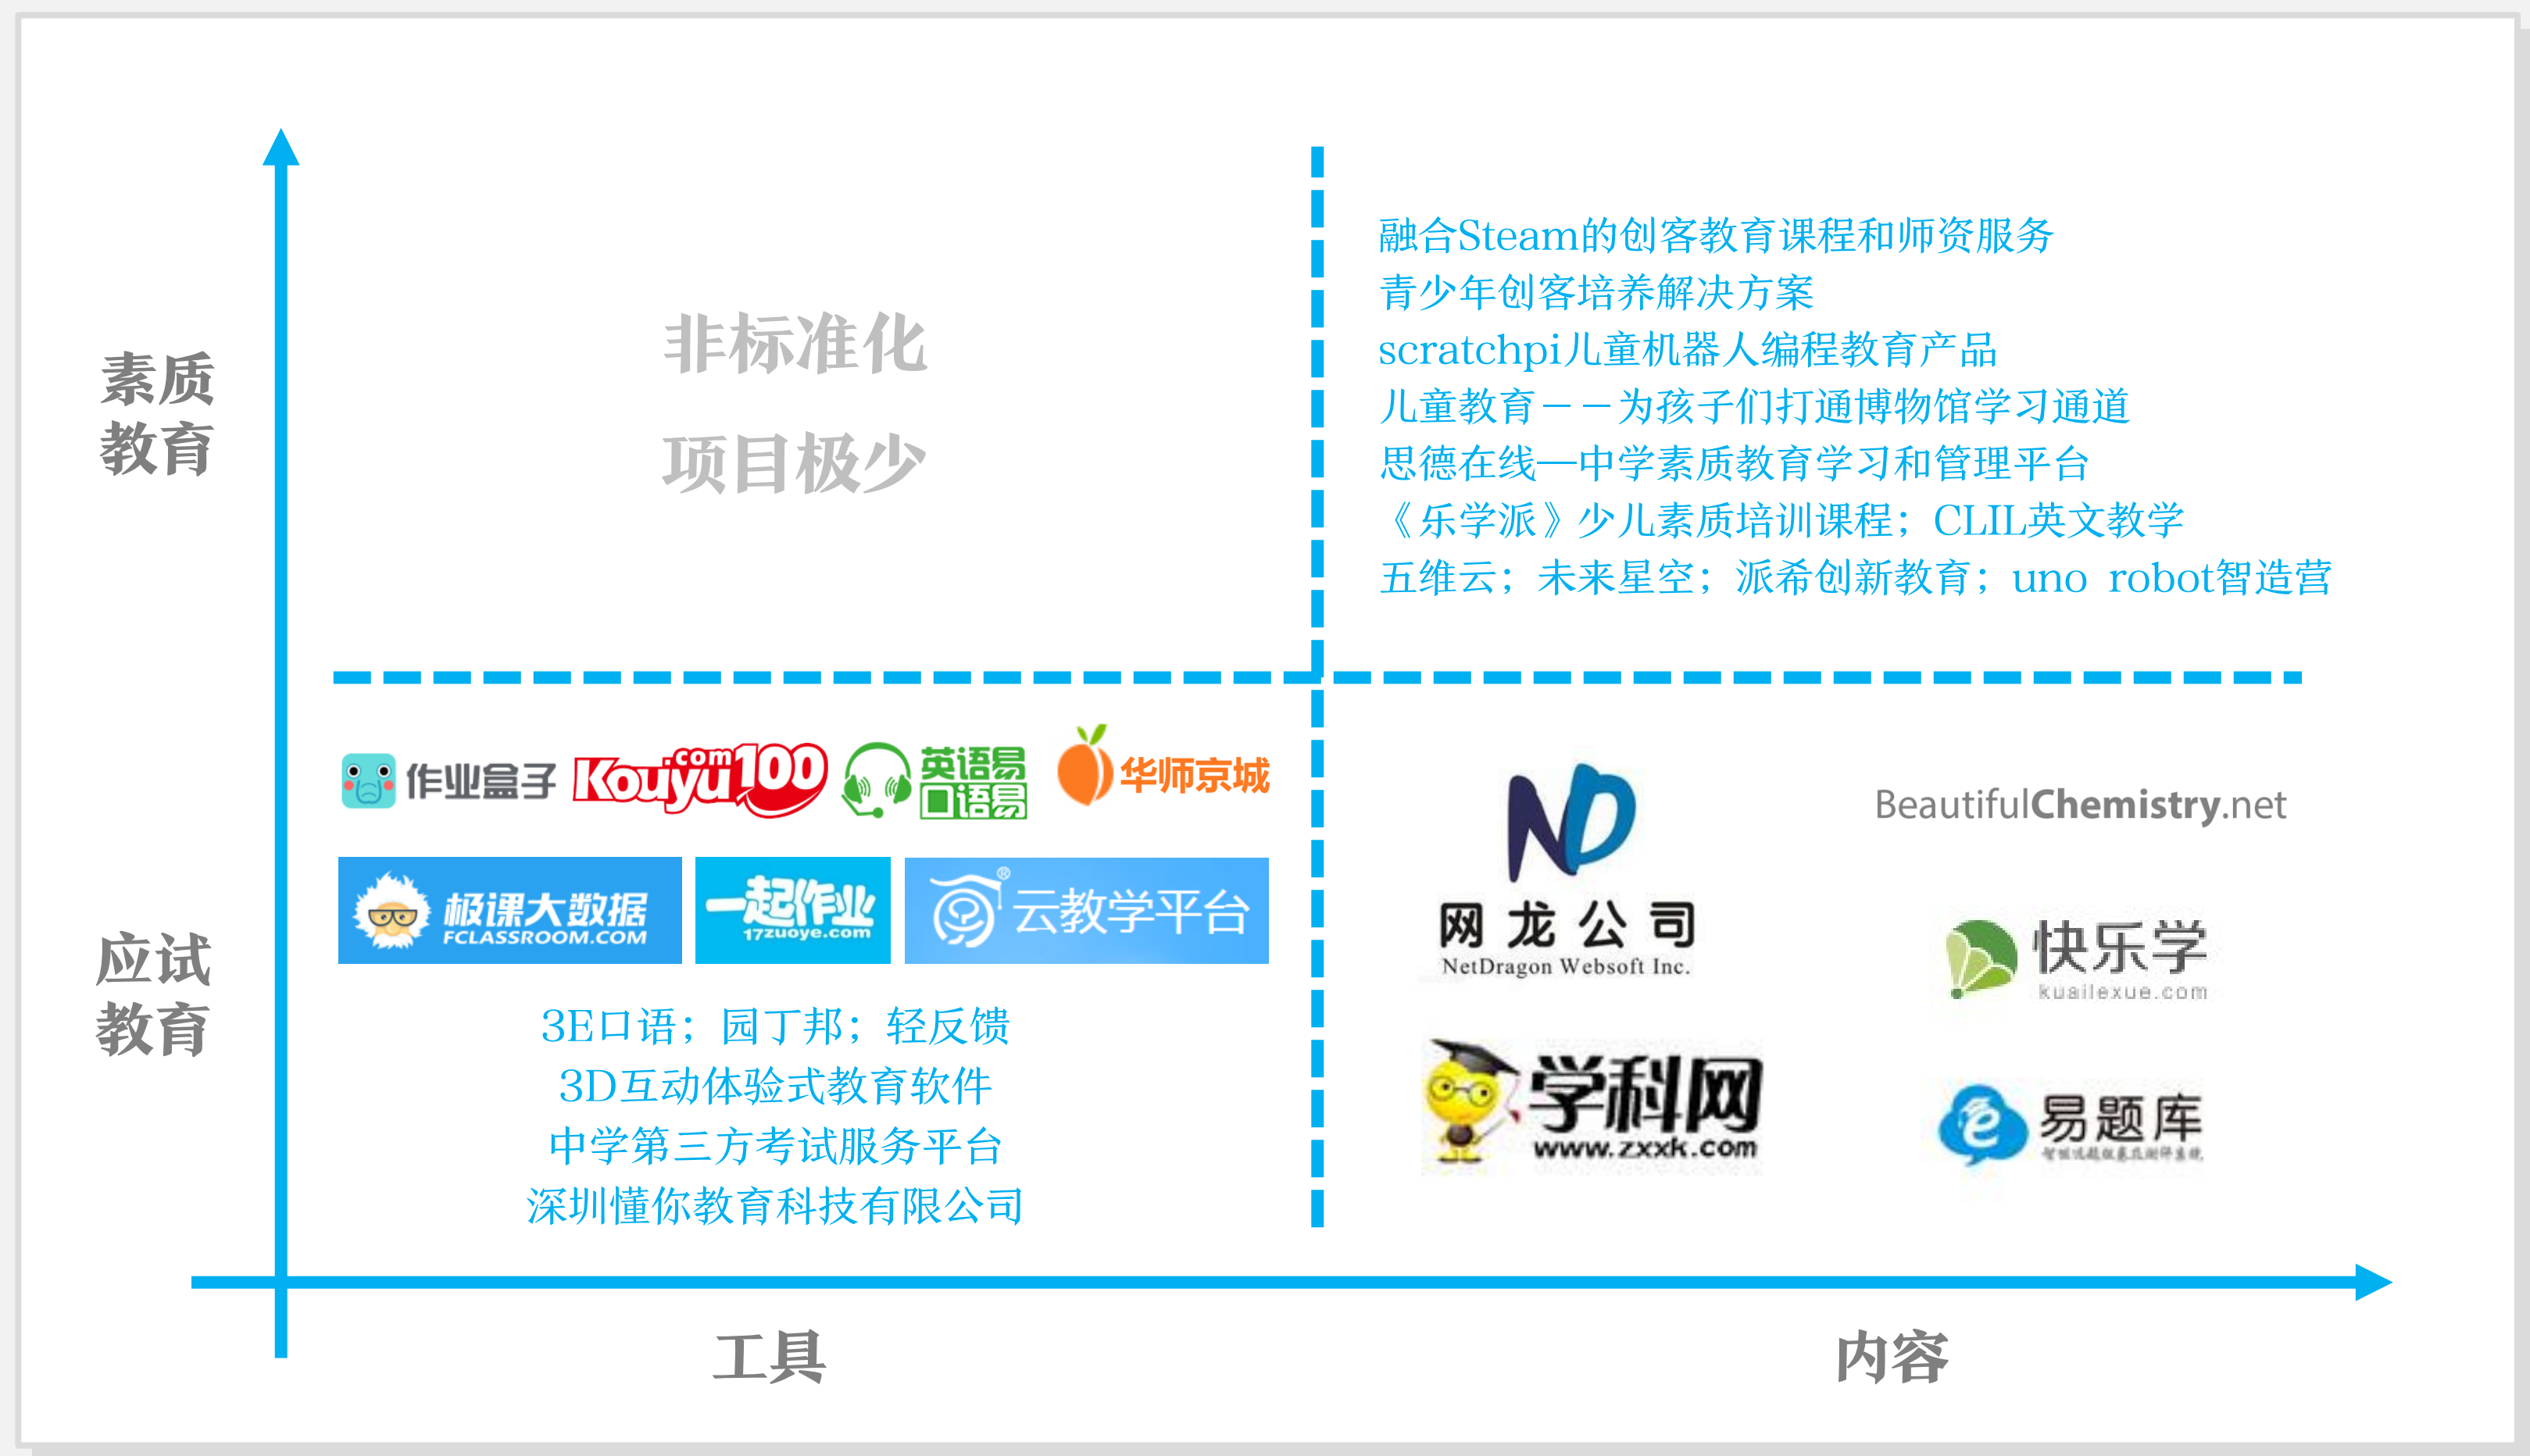 素质
教育
非标准化
项目极少
融合Steam的创客教育课程和师资服务
青少年创客培养解决方案
scratchpi儿童机器人编程教育产品
儿童教育－－为孩子们打通博物馆学习通道
思德在线—中学素质教育学习和管理平台
《乐学派》少儿素质培训课程；CLIL英文教学
五维云；未来星空；派希创新教育；uno robot智造营
应试
教育
作业盒子
Kouyu.com100
英语易
口语易
华师京城
极课大数据
FCLASSROOM.COM
一起作业
17zuoye.com
®
云教学平台
3E口语；园丁邦；轻反馈
3D互动体验式教育软件
中学第三方考试服务平台
深圳懂你教育科技有限公司
ND
网龙公司
NetDragon Websoft Inc.
BeautifulChemistry.net
快乐学
kuailexue.com
学科网
www.zxxk.com
e
易题库
工具
内容